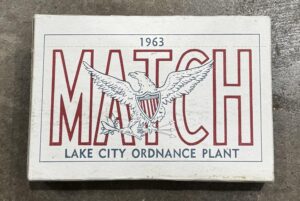 1963
MATCH
LAKE CITY ORDNANCE PLANT